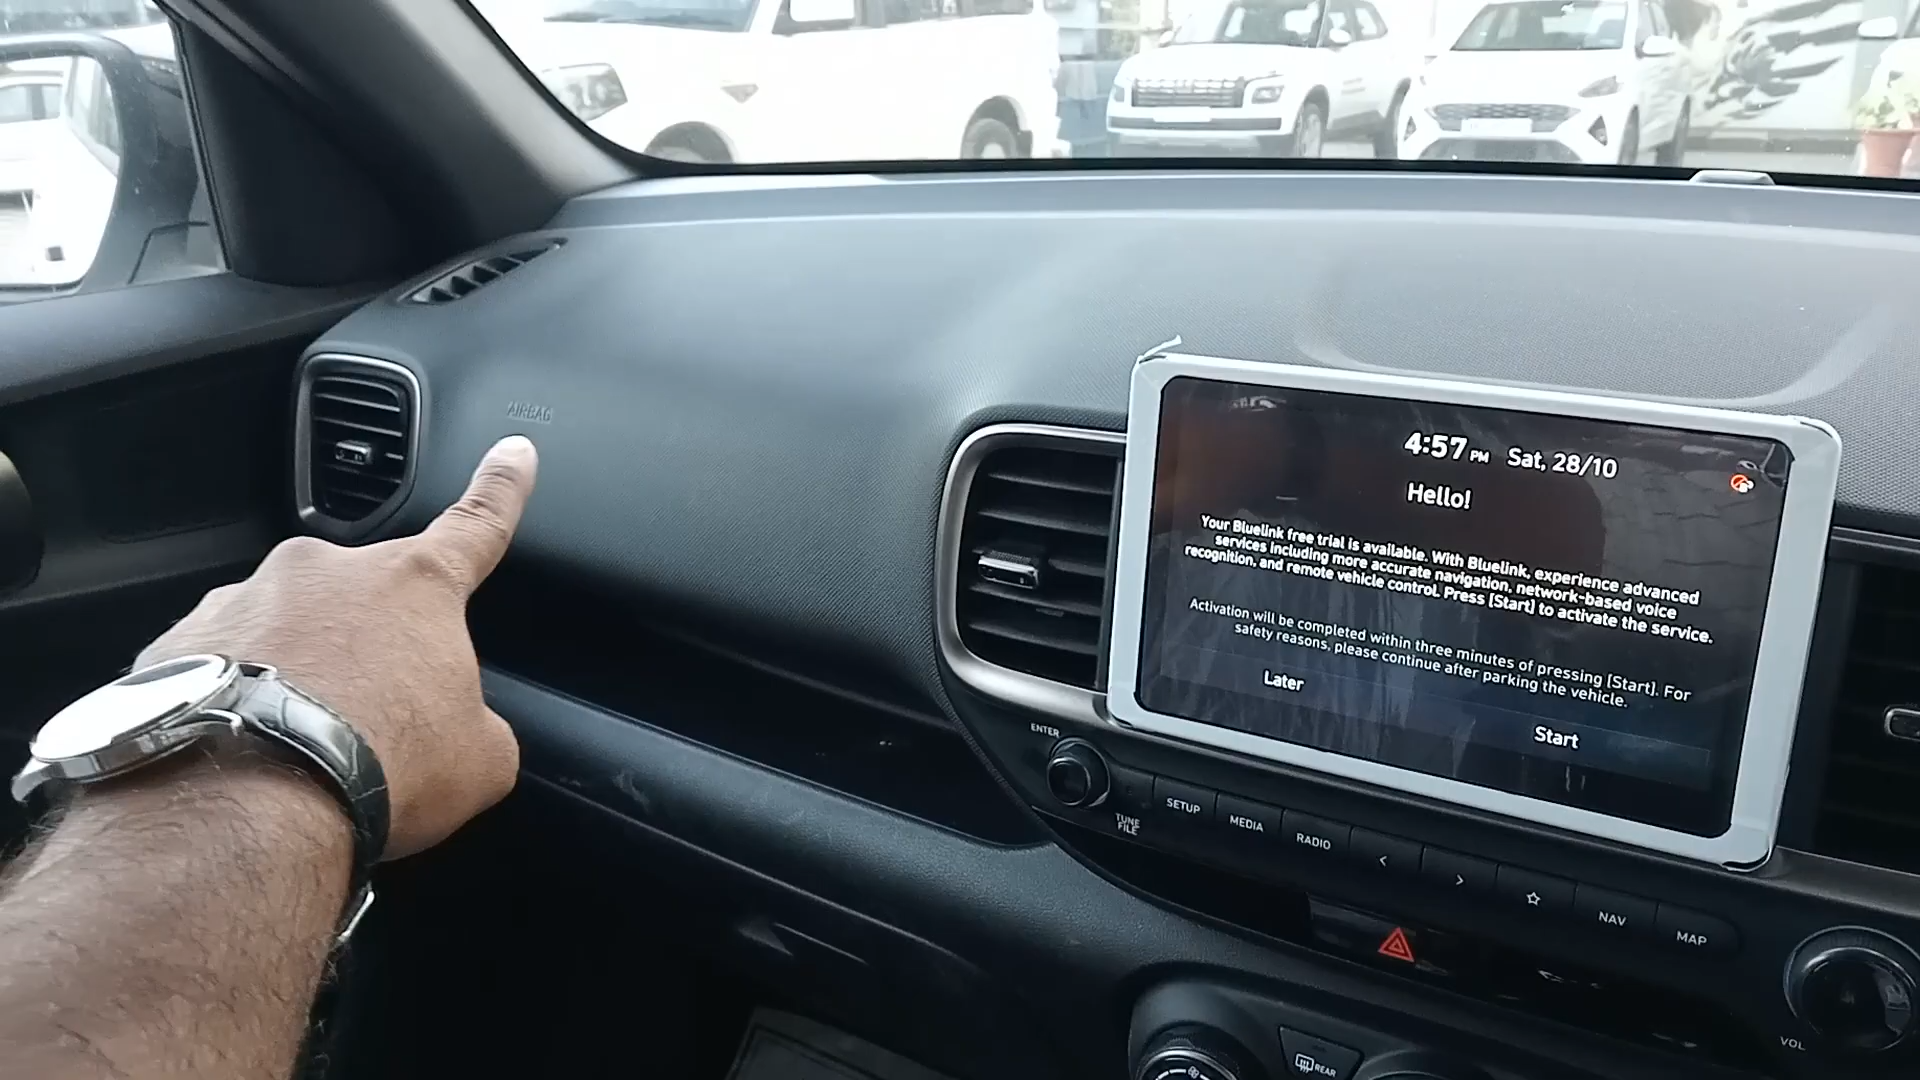 AIRBAG
4:57 PM Sat, 28/10
Hello!
Your Bluelink free trial is available. With Bluelink, experience advanced
services including more accurate navigation, network-based voice
recognition, and remote vehicle control. Press [Start] to activate the service.
Activation will be completed within three minutes of pressing [Start]. For
safety reasons, please continue after parking the vehicle.
Later
Start
ENTER
TUNE
FILE
SETUP
MEDIA
RADIO
NAV
MAP
VOL
REAR